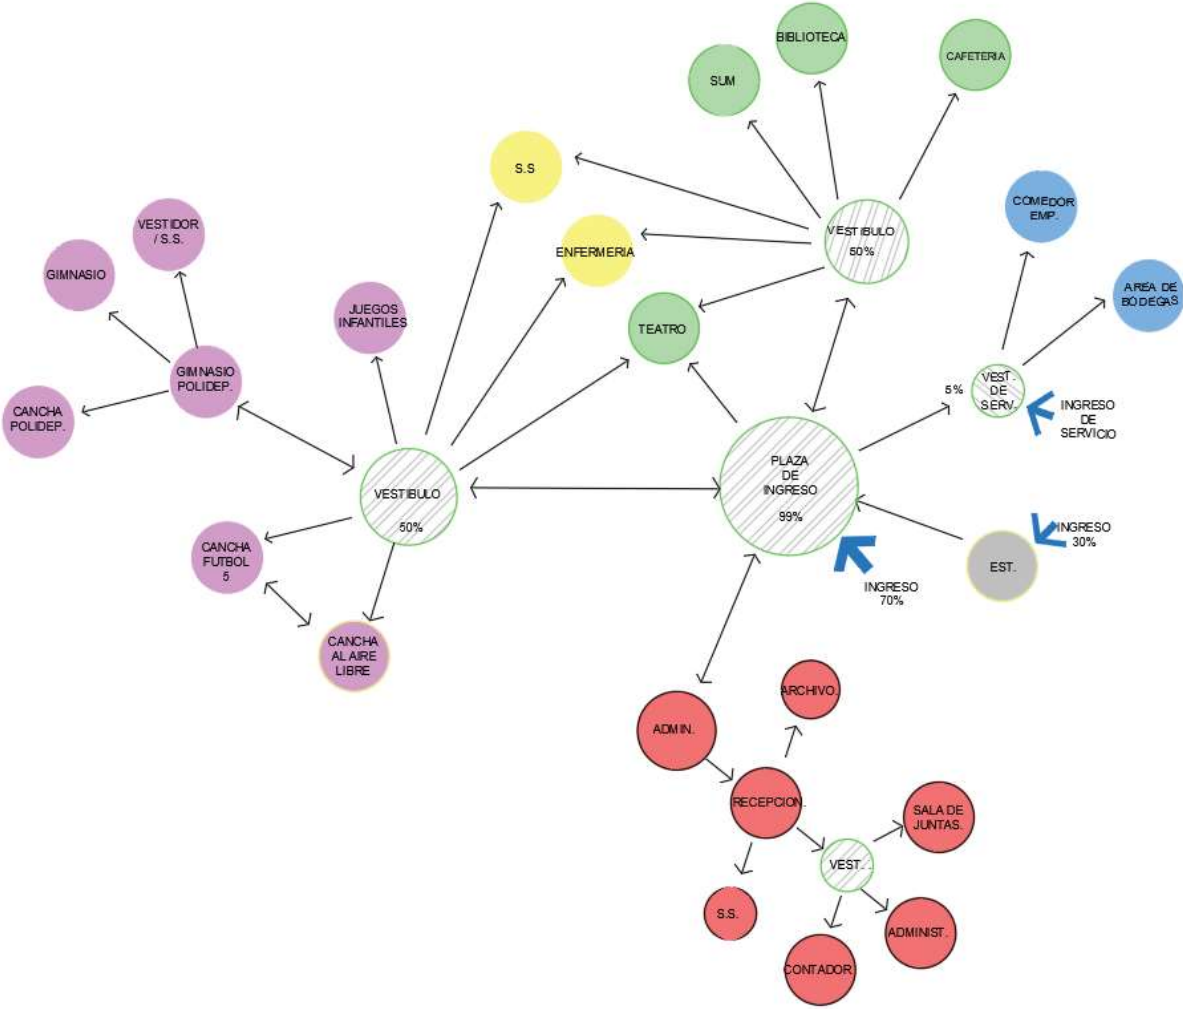 BIBLIOTECA
CAFETERIA
SUM
S.S
COMEDOR
EMP.
VESTIDOR
/ S.S.
VESTIBULO
50%
ENFERMERIA
GIMNASIO
AREA DE
BODEGAS
JUEGOS
INFANTILES
TEATRO
GIMNASIO
POLIDEP.
VEST.
DE
SERV.
5%
CANCHA
POLIDEP.
INGRESO
DE
SERVICIO
PLAZA
DE
INGRESO
99%
VESTIBULO
50%
INGRESO
30%
CANCHA
FUTBOL
5
EST.
INGRESO
70%
CANCHA
AL AIRE
LIBRE
ARCHIVO.
ADMIN.
RECEPCION.
SALA DE
JUNTAS.
VEST. .
S.S.
ADMINIST.
CONTADOR